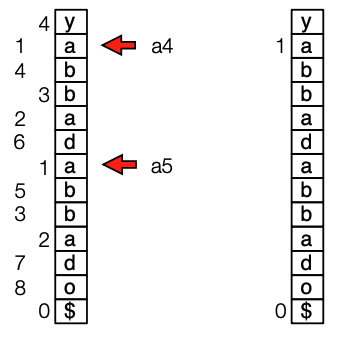 4 y y
1 a a4 1 a
4 b b
3 b b
2 a a
6 d d
1 a a5 a
5 b b
3 b b
2 a a
7 d d
8 o o
0 $ 0 $